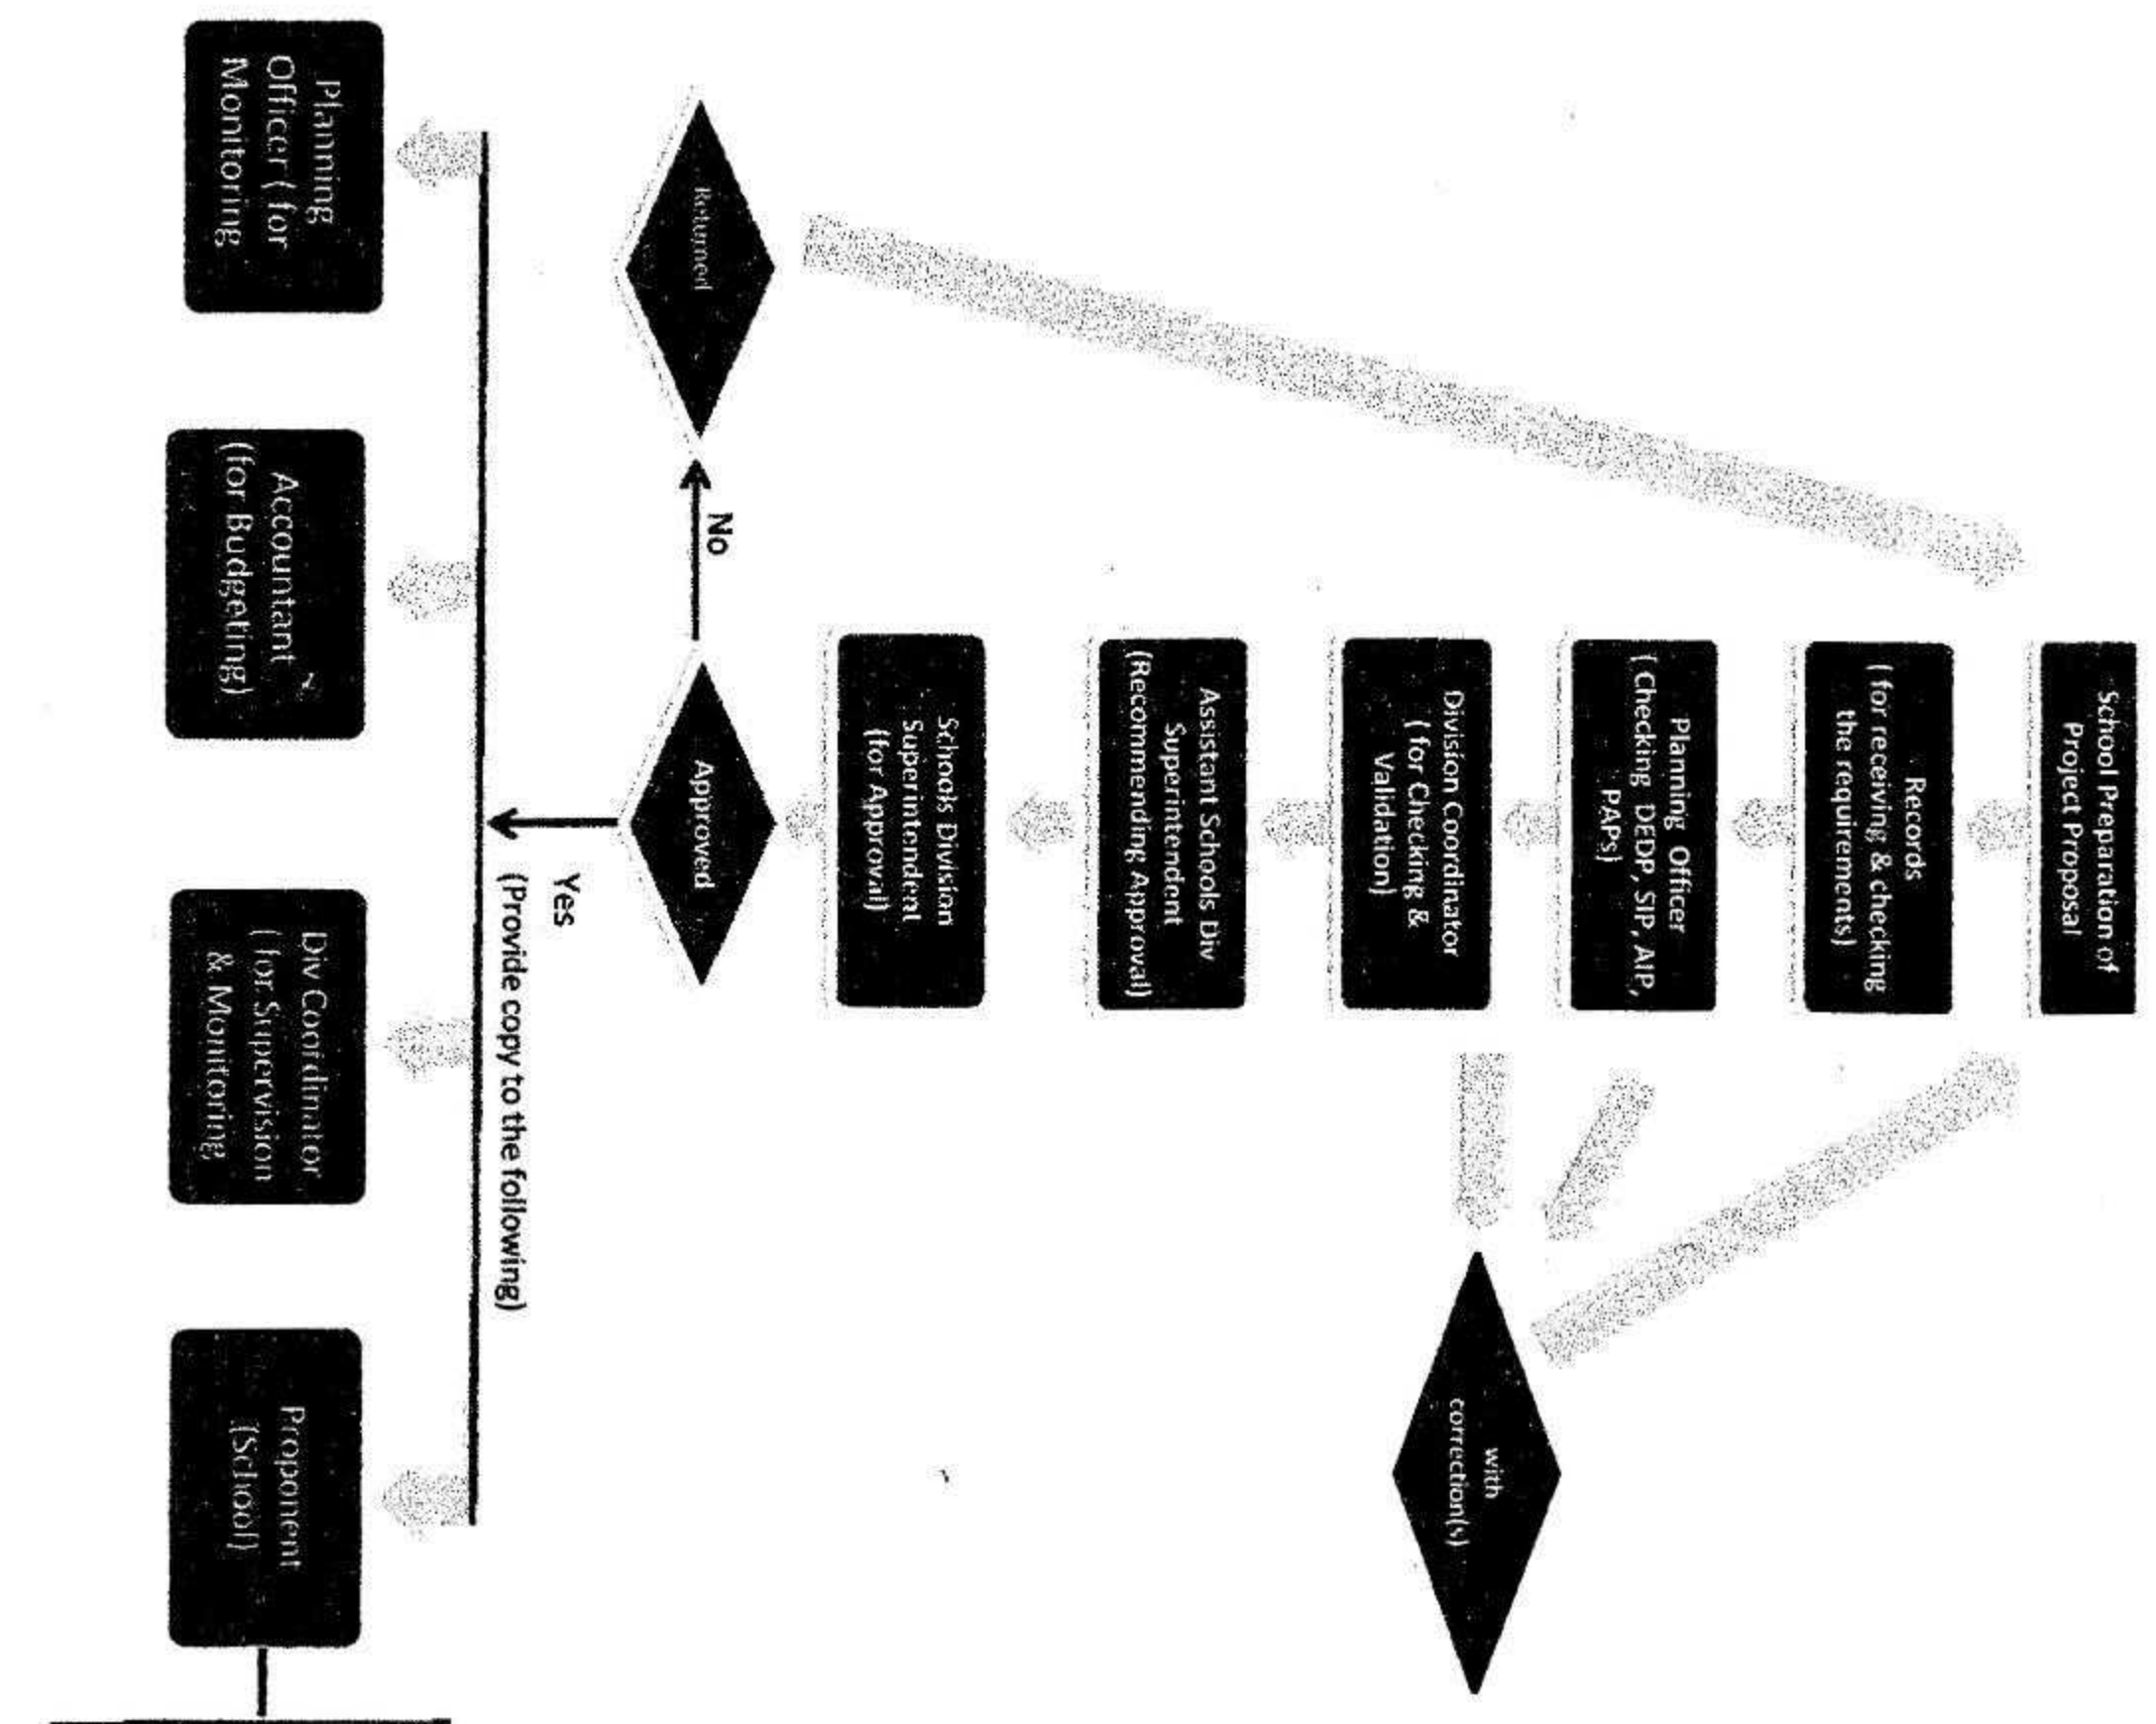 School Preparation of
Project Proposal
Records
( for receiving & checking
the requirements)
Planning Officer
( Checking DEDP, SIP, AIP,
PAPs)
Division Coordinator
( for Checking &
Validation)
with
correction(s)
Assistant Schools Div
Superintendent
(Recommending Approval)
Schools Division
Superintendent
(for Approval)
Returned
No
Approved
Yes
(Provide copy to the following)
Planning
Officer ( for
Monitoring
Accountant
(for Budgeting)
Div Coordinator
( for Supervision
& Monitoring
Proponent
(School)